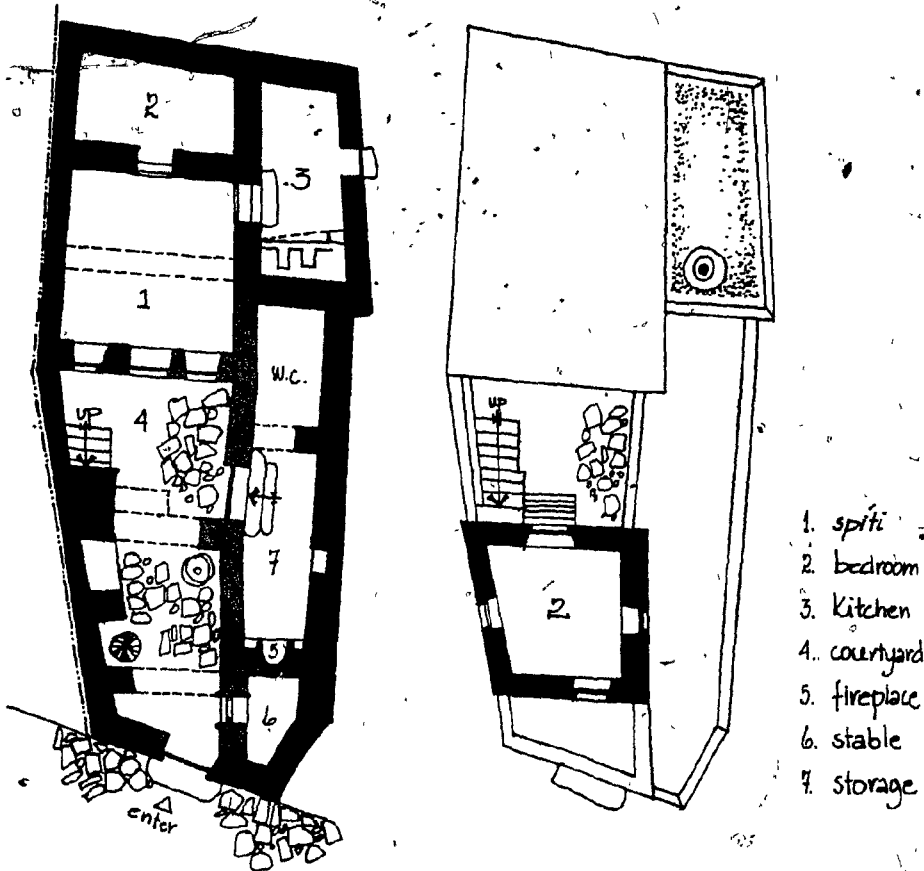 2
3
1
W.C.
up
4
7
5
6
enter
up
2
1. spiti
2. bedroom
3. kitchen
4. courtyard
5. fireplace
6. stable
7. storage